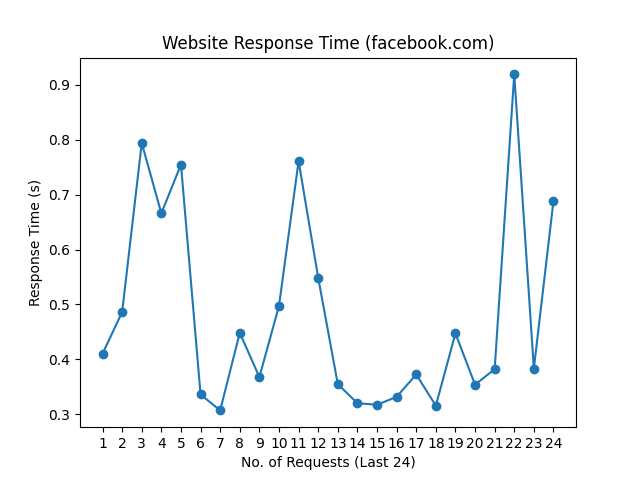 Website Response Time (facebook.com)
Response Time (s)
0.9
0.8
0.7
0.6
0.5
0.4
0.3
1 2 3 4 5 6 7 8 9 10 11 12 13 14 15 16 17 18 19 20 21 22 23 24
No. of Requests (Last 24)